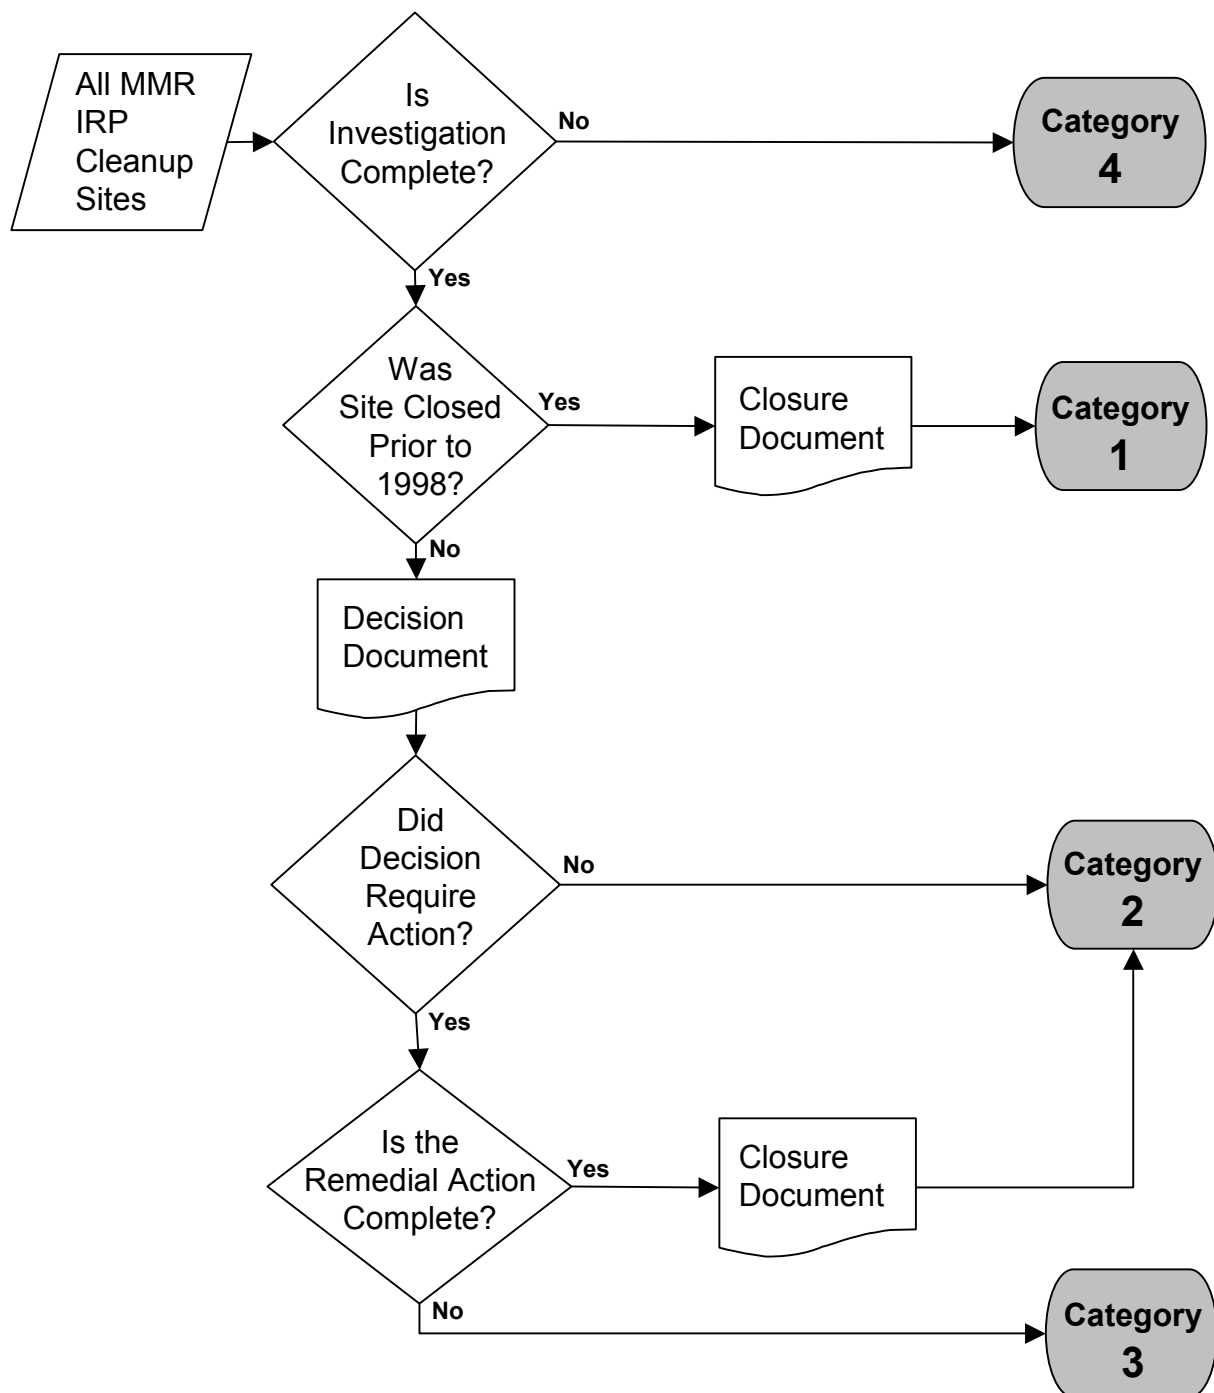 All MMR
IRP
Cleanup
Sites
Is
Investigation
Complete?
No
Category
4
Yes
Was
Site Closed
Prior to
1998?
Yes
Closure
Document
Category
1
No
Decision
Document
Did
Decision
Require
Action?
No
Category
2
Yes
Is the
Remedial Action
Complete?
Yes
Closure
Document
No
Category
3